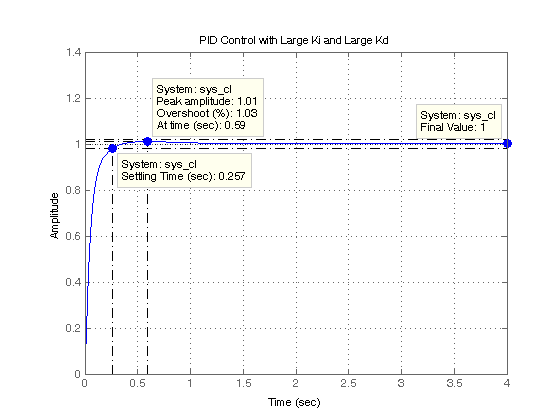 PID Control with Large Ki and Large Kd
1.4
1.2
1
0.8
0.6
0.4
0.2
0
Amplitude
System: sys_cl
Peak amplitude: 1.01
Overshoot (%): 1.03
At time (sec): 0.59
System: sys_cl
Final Value: 1
System: sys_cl
Settling Time (sec): 0.257
0 0.5 1 1.5 2 2.5 3 3.5 4
Time (sec)